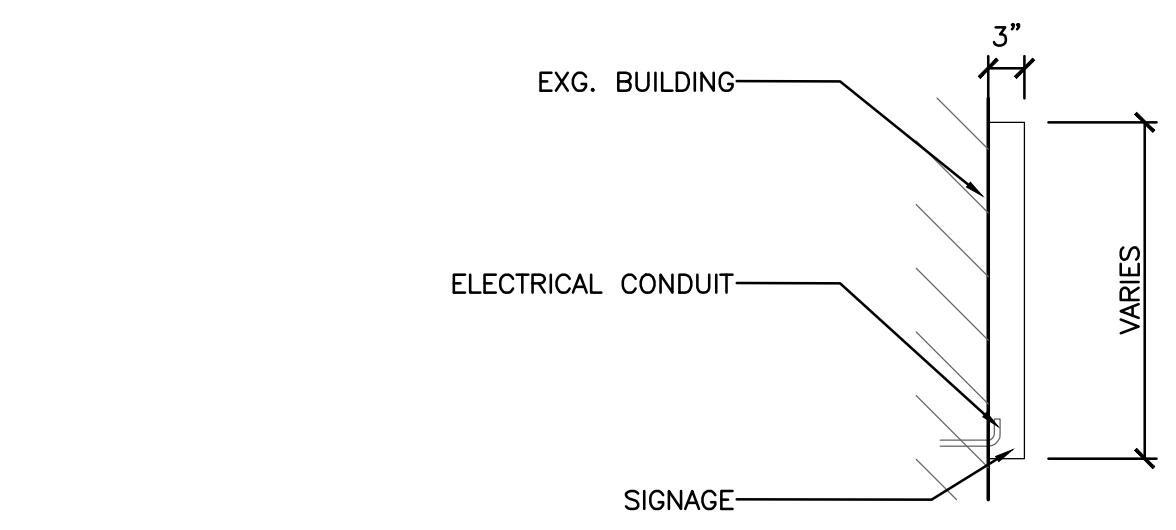 3”
EXG. BUILDING
VARIES
ELECTRICAL CONDUIT
SIGNAGE